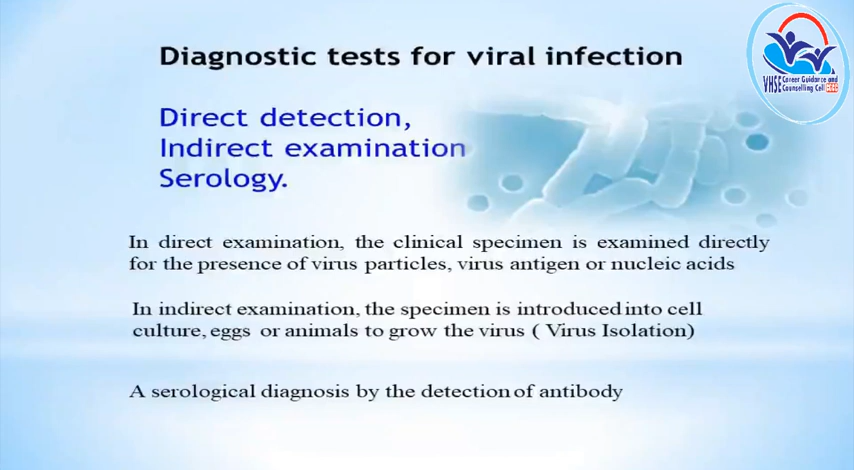 Diagnostic tests for viral infection
VHSE Career Guidance and
Counselling Cell
Direct detection,
Indirect examination
Serology.
In direct examination, the clinical specimen is examined directly
for the presence of virus particles, virus antigen or nucleic acids
In indirect examination, the specimen is introduced into cell
culture, eggs or animals to grow the virus ( Virus Isolation)
A serological diagnosis by the detection of antibody